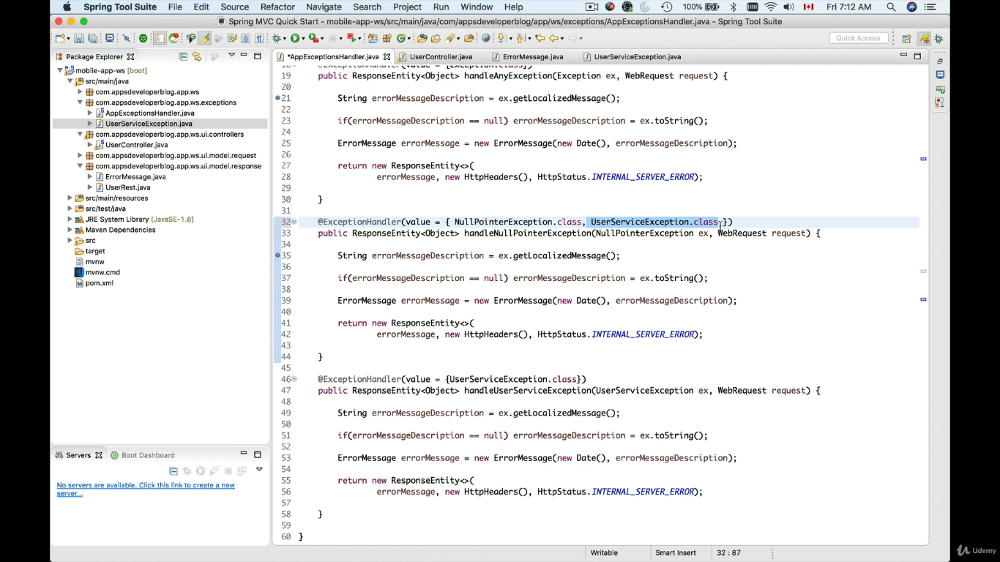 Spring Tool Suite File Edit Source Refactor Navigate Search Project Run Window Help 100% Fri 7:12 AM
Spring MVC Quick Start - mobile-app-ws/src/main/java/com/appsdeveloperblog/app/ws/exceptions/AppExceptionsHandler.java - Spring Tool Suite
Quick Access
Package Explorer
mobile-app-ws [boot]
src/main/java
com.appsdeveloperblog.app.ws
com.appsdeveloperblog.app.ws.exceptions
AppExceptionsHandler.java
UserServiceException.java
com.appsdeveloperblog.app.ws.ui.controllers
UserController.java
com.appsdeveloperblog.app.ws.ui.model.request
com.appsdeveloperblog.app.ws.ui.model.response
ErrorMessage.java
UserRest.java
src/main/resources
src/test/java
JRE System Library [JavaSE-1.8]
Maven Dependencies
src
target
mvnw
mvnw.cmd
pom.xml
Servers Boot Dashboard
No servers are available. Click this link to create a new
server...
*AppExceptionsHandler.java UserController.java ErrorMessage.java UserServiceException.java
18 @ExceptionHandler(value = {Exception.class})
19 public ResponseEntity<Object> handleAnyException(Exception ex, WebRequest request) {
20
21 String errorMessageDescription = ex.getLocalizedMessage();
22
23 if(errorMessageDescription == null) errorMessageDescription = ex.toString();
24
25 ErrorMessage errorMessage = new ErrorMessage(new Date(), errorMessageDescription);
26
27 return new ResponseEntity<>(
28 errorMessage, new HttpHeaders(), HttpStatus.INTERNAL_SERVER_ERROR);
29
30 }
31
32 @ExceptionHandler(value = { NullPointerException.class, UserServiceException.class })
33 public ResponseEntity<Object> handleNullPointerException(NullPointerException ex, WebRequest request) {
34
35 String errorMessageDescription = ex.getLocalizedMessage();
36
37 if(errorMessageDescription == null) errorMessageDescription = ex.toString();
38
39 ErrorMessage errorMessage = new ErrorMessage(new Date(), errorMessageDescription);
40
41 return new ResponseEntity<>(
42 errorMessage, new HttpHeaders(), HttpStatus.INTERNAL_SERVER_ERROR);
43
44 }
45
46 @ExceptionHandler(value = {UserServiceException.class})
47 public ResponseEntity<Object> handleUserServiceException(UserServiceException ex, WebRequest request) {
48
49 String errorMessageDescription = ex.getLocalizedMessage();
50
51 if(errorMessageDescription == null) errorMessageDescription = ex.toString();
52
53 ErrorMessage errorMessage = new ErrorMessage(new Date(), errorMessageDescription);
54
55 return new ResponseEntity<>(
56 errorMessage, new HttpHeaders(), HttpStatus.INTERNAL_SERVER_ERROR);
57
58 }
59
60 }
Writable Smart Insert 32 : 87
Udemy